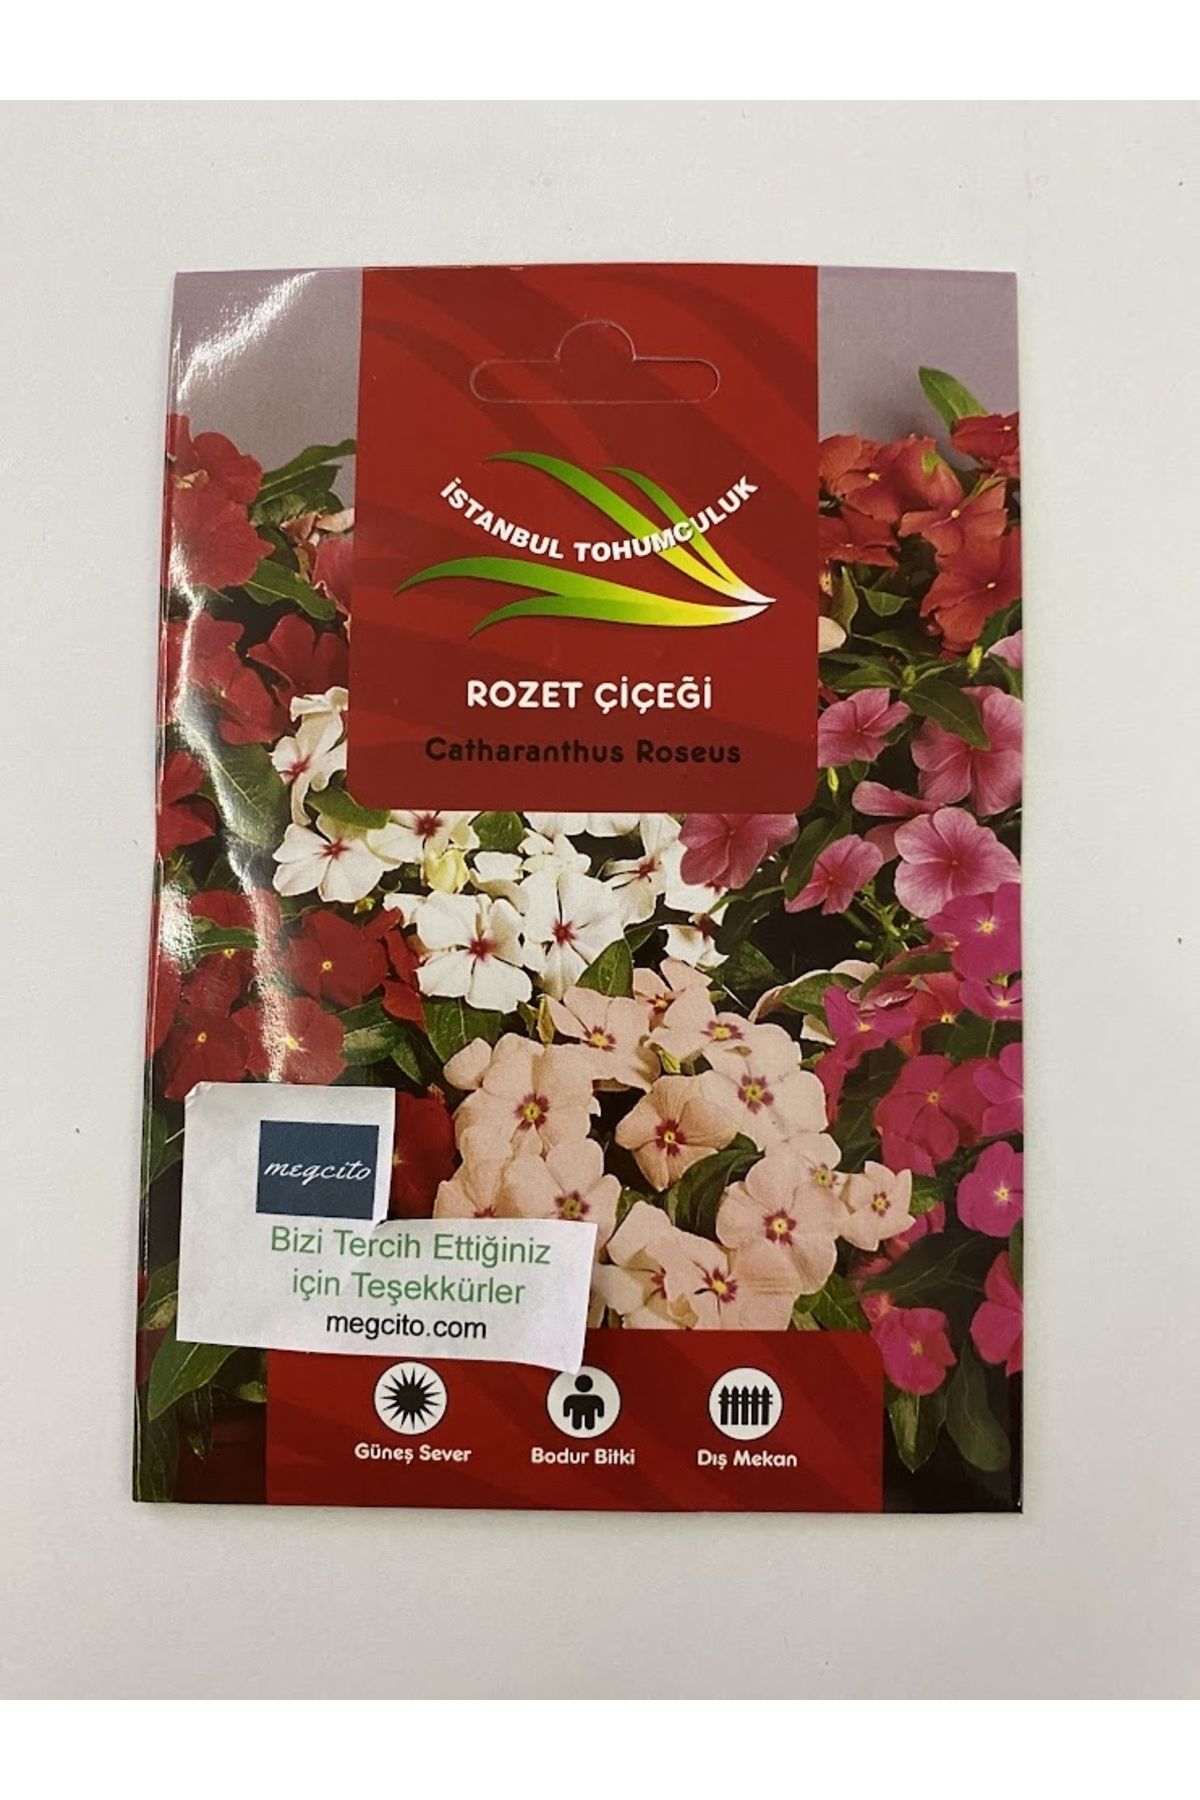 İSTANBUL TOHUMCULUK
ROZET ÇİÇEĞİ
Catharanthus Roseus
megcito
Bizi Tercih Ettiğiniz
için Teşekkürler
megcito.com
Güneş Sever
Bodur Bitki
Dış Mekan